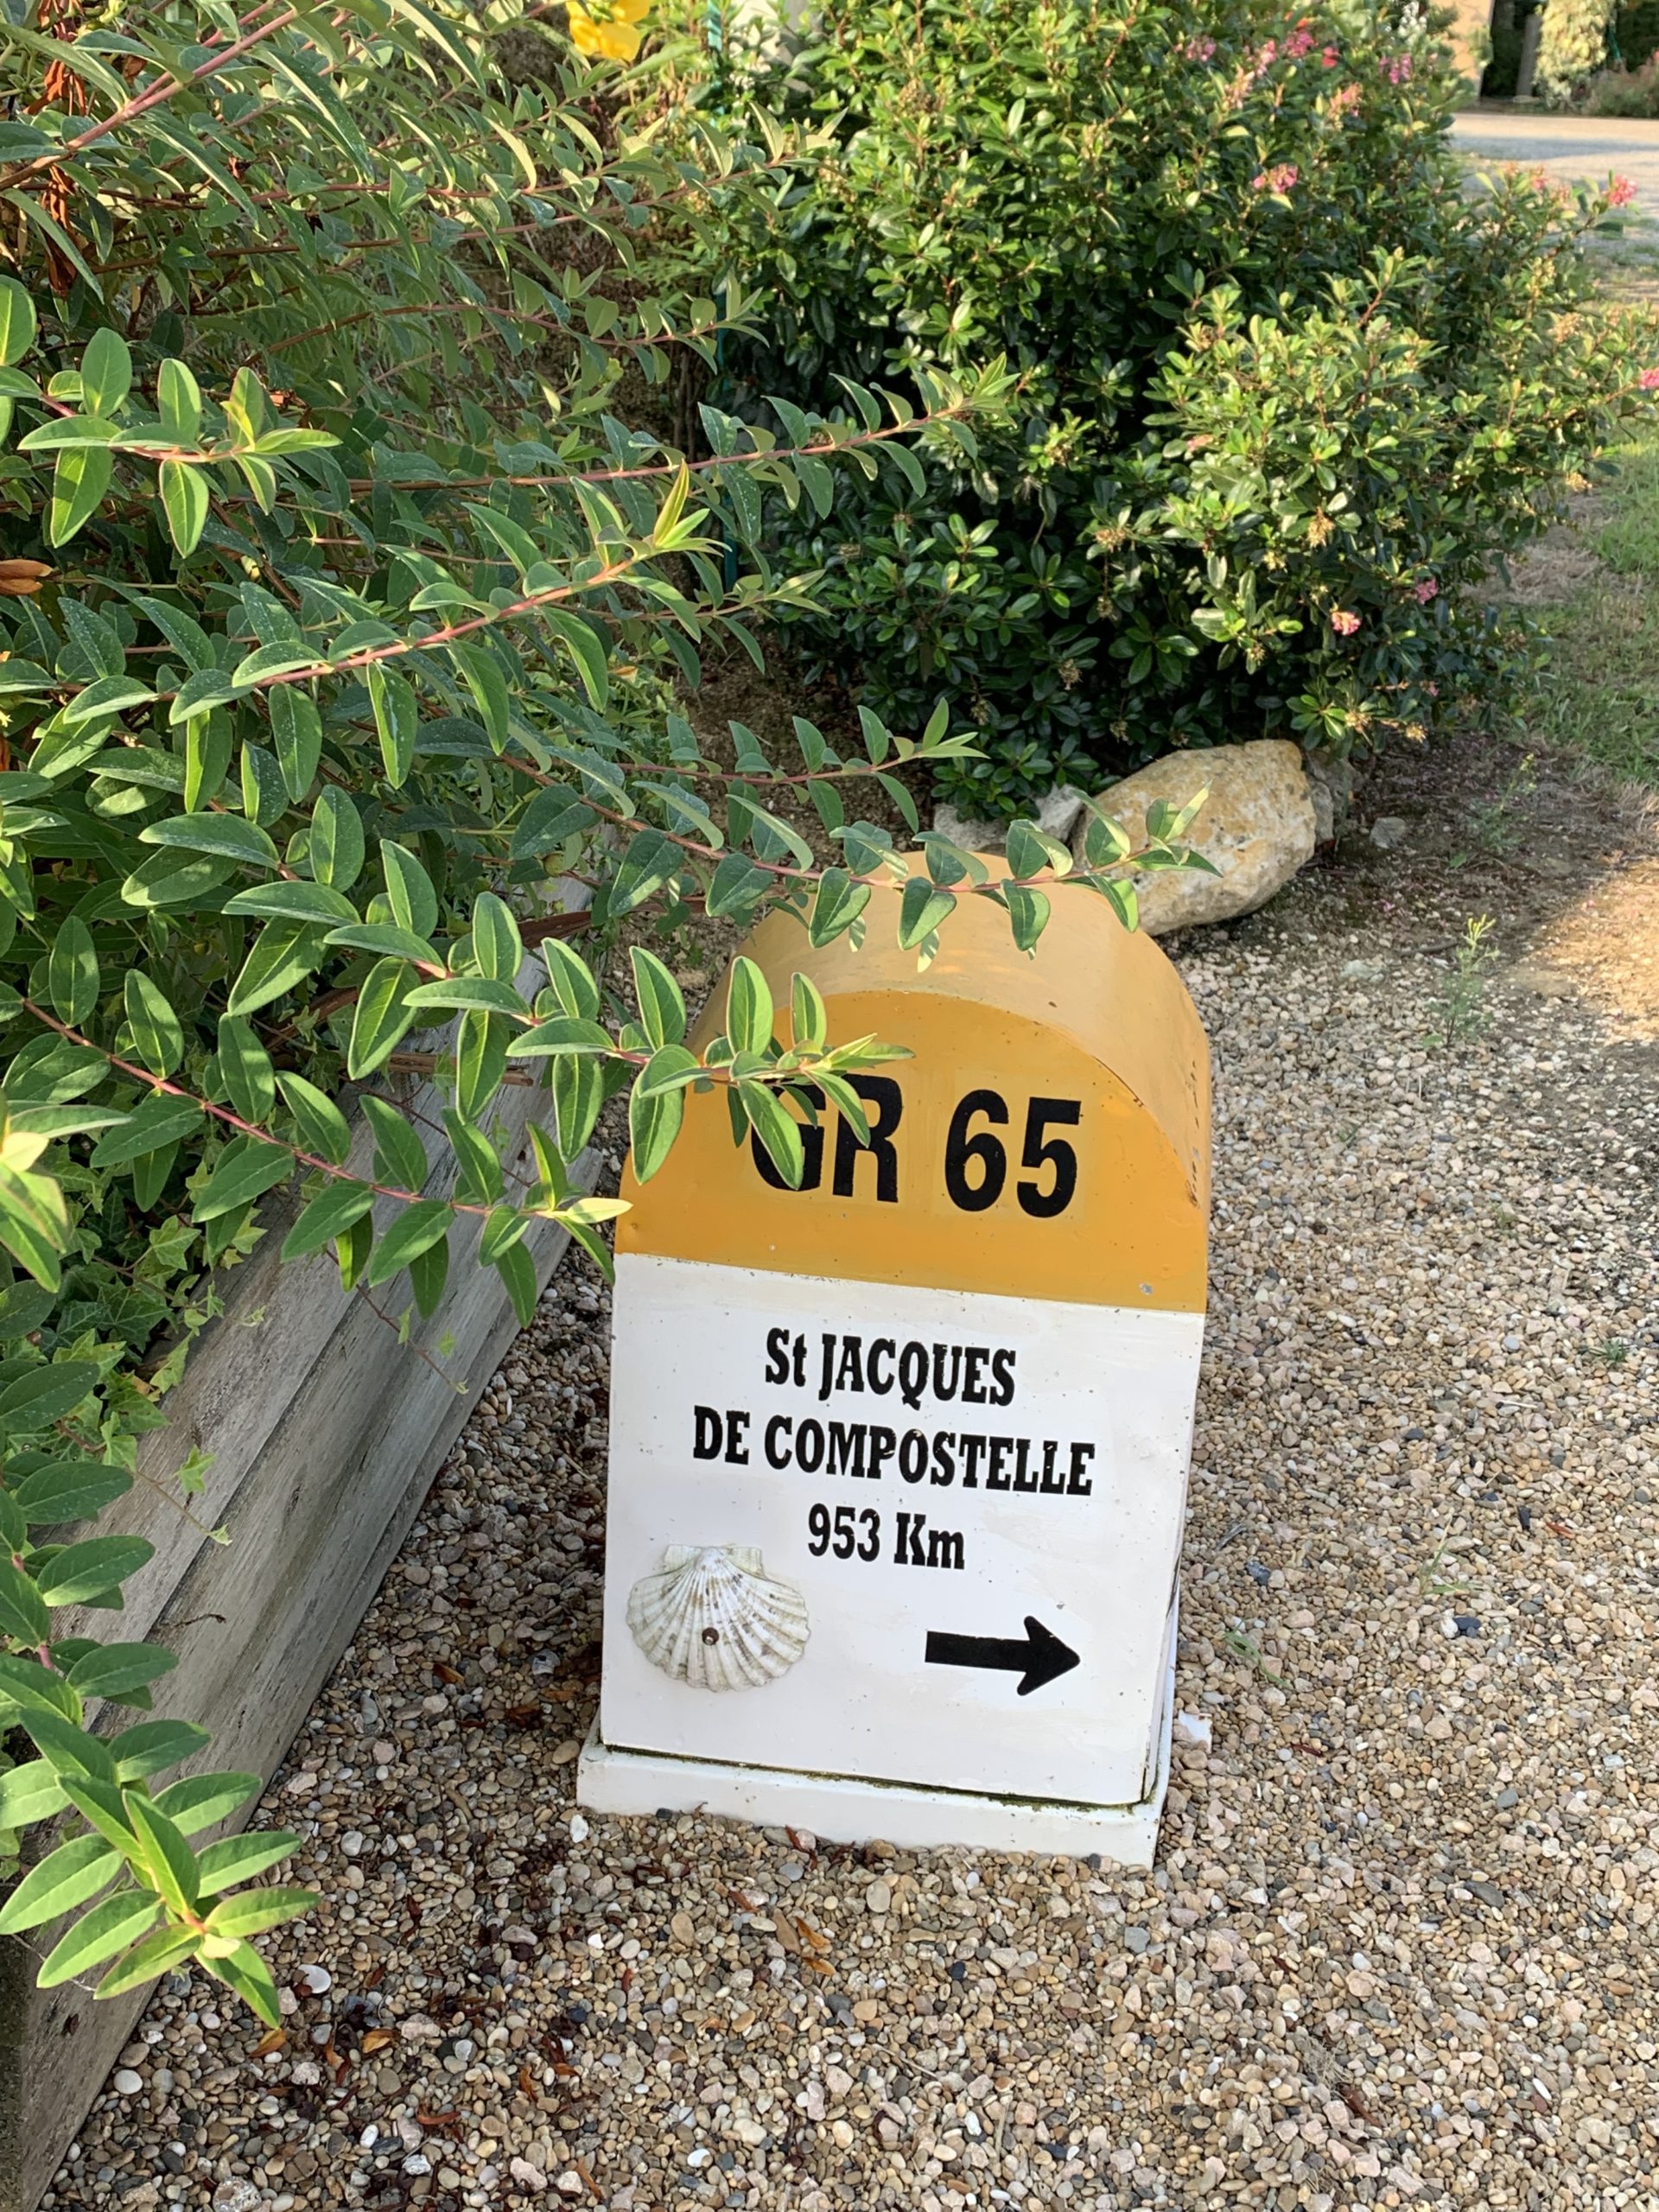 GR 65
St JACQUES
DE COMPOSTELLE
953 Km